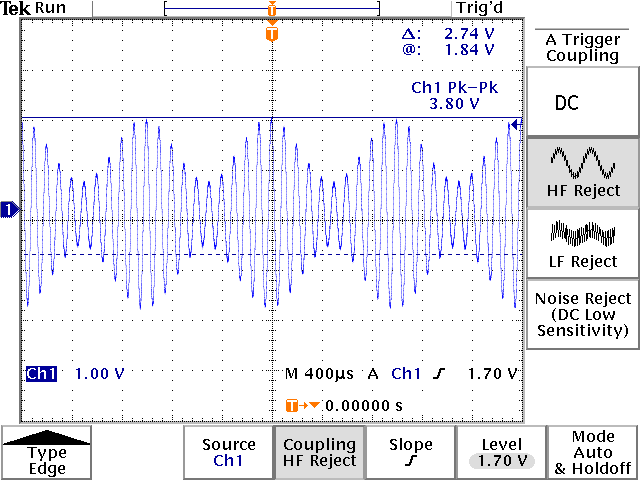 Tek Run
Trig'd
T
T
Δ: 2.74 V
@: 1.84 V
Ch1 Pk-Pk
3.80 V
1
Ch1 1.00 V
M 400µs A Ch1 ƒ 1.70 V
T→▼ 0.00000 s
A Trigger
Coupling
DC
HF Reject
LF Reject
Noise Reject
(DC Low
Sensitivity)
Type
Edge
Source
Ch1
Coupling
HF Reject
Slope
ƒ
Level
1.70 V
Mode
Auto
& Holdoff